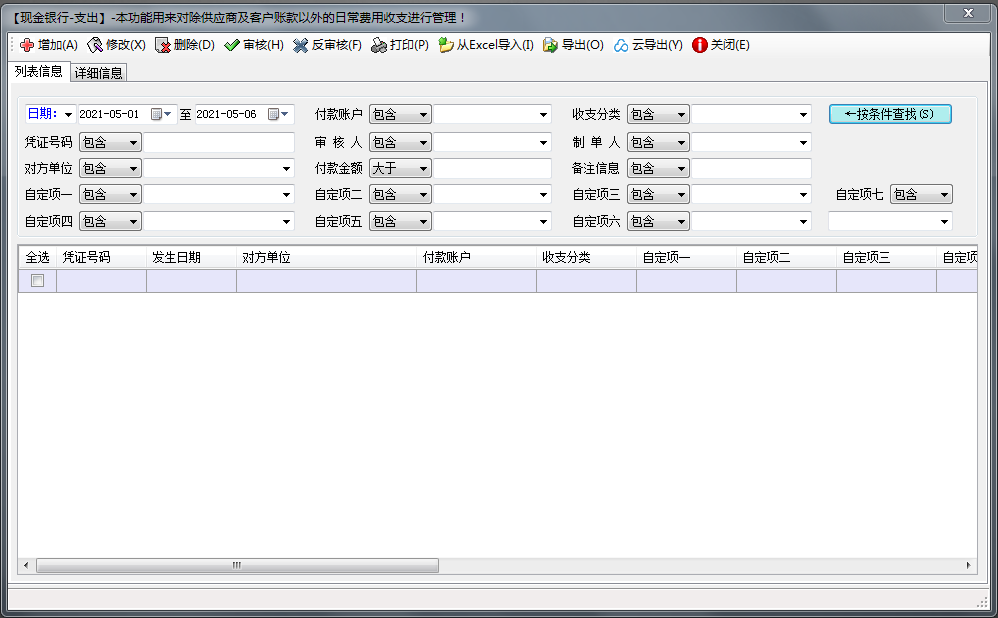 【现金银行-支出】-本功能用来对除供应商及客户账款以外的日常费用收支进行管理！
增加(A) 修改(X) 删除(D) 审核(H) 反审核(F) 打印(P) 从Excel导入(I) 导出(O) 云导出(Y) 关闭(E)
列表信息 详细信息
日期: 2021-05-01 至 2021-05-06 付款账户 包含 收支分类 包含 ←按条件查找(S)
凭证号码 包含 审 核 人 包含 制 单 人 包含
对方单位 包含 付款金额 大于 备注信息 包含
自定项一 包含 自定项二 包含 自定项三 包含 自定项七 包含
自定项四 包含 自定项五 包含 自定项六 包含
全选 凭证号码 发生日期 对方单位 付款账户 收支分类 自定项一 自定项二 自定项三 自定项